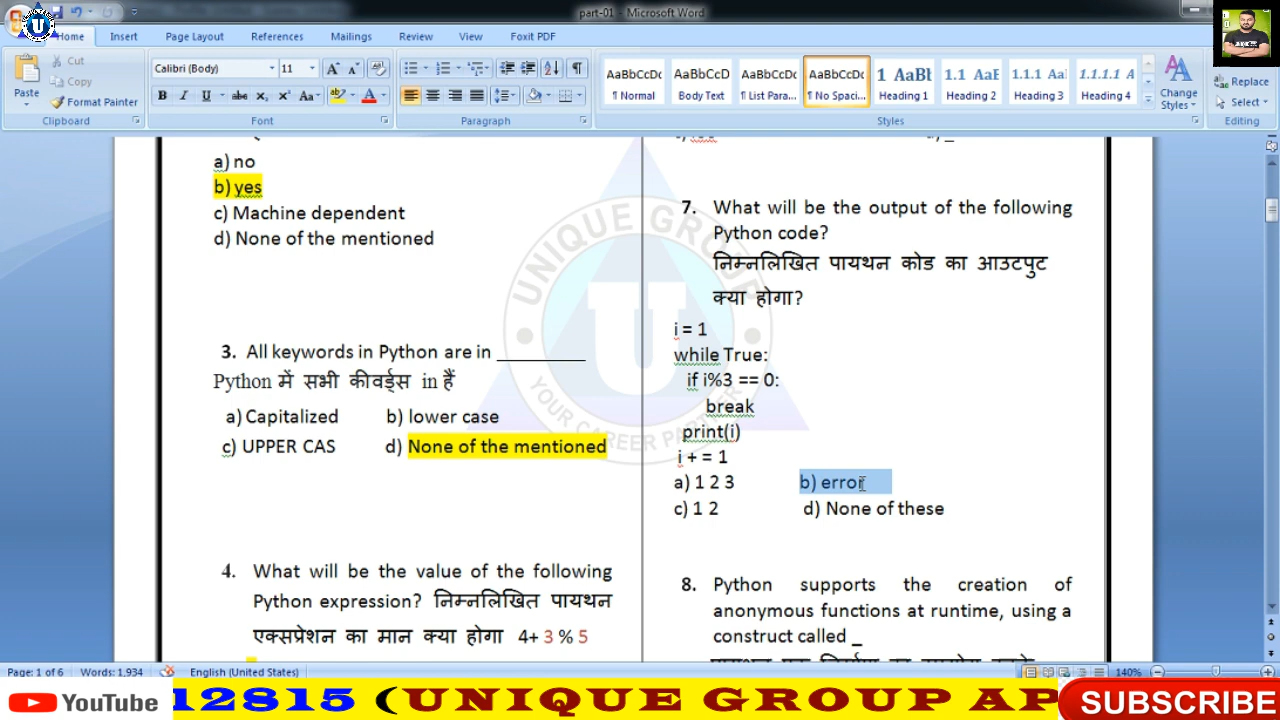 part-01 - Microsoft Word
Home Insert Page Layout References Mailings Review View Foxit PDF
Paste
Cut
Copy
Format Painter
Calibri (Body) 11
AaBbCcDc AaBbCcD AaBbCcDc AaBbCcDc 1 AaBb 1.1 AaE 1.1.1 Aa 1.1.1.1 A
¶ Normal Body Text ¶ List Para... ¶ No Spaci... Heading 1 Heading 2 Heading 3 Heading 4
Change
Styles
Replace
Select
Clipboard Font Paragraph Styles Editing
a) no
b) yes
c) Machine dependent
d) None of the mentioned
3. All keywords in Python are in _________
Python में सभी कीवर्ड्स in हैं
a) Capitalized b) lower case
c) UPPER CAS d) None of the mentioned
4. What will be the value of the following
Python expression? निम्नलिखित पायथन
एक्सप्रेशन का मान क्या होगा 4+ 3 % 5
7. What will be the output of the following
Python code?
निम्नलिखित पायथन कोड का आउटपुट
क्या होगा?
i = 1
while True:
if i%3 == 0:
break
print(i)
i + = 1
a) 1 2 3 b) error
c) 1 2 d) None of these
8. Python supports the creation of
anonymous functions at runtime, using a
construct called _
UNIQUE GROUP
U
YOUR CAREER PARTNER
Page: 1 of 6 Words: 1,934 English (United States) 140%
YouTube 12815 (UNIQUE GROUP AP SUBSCRIBE